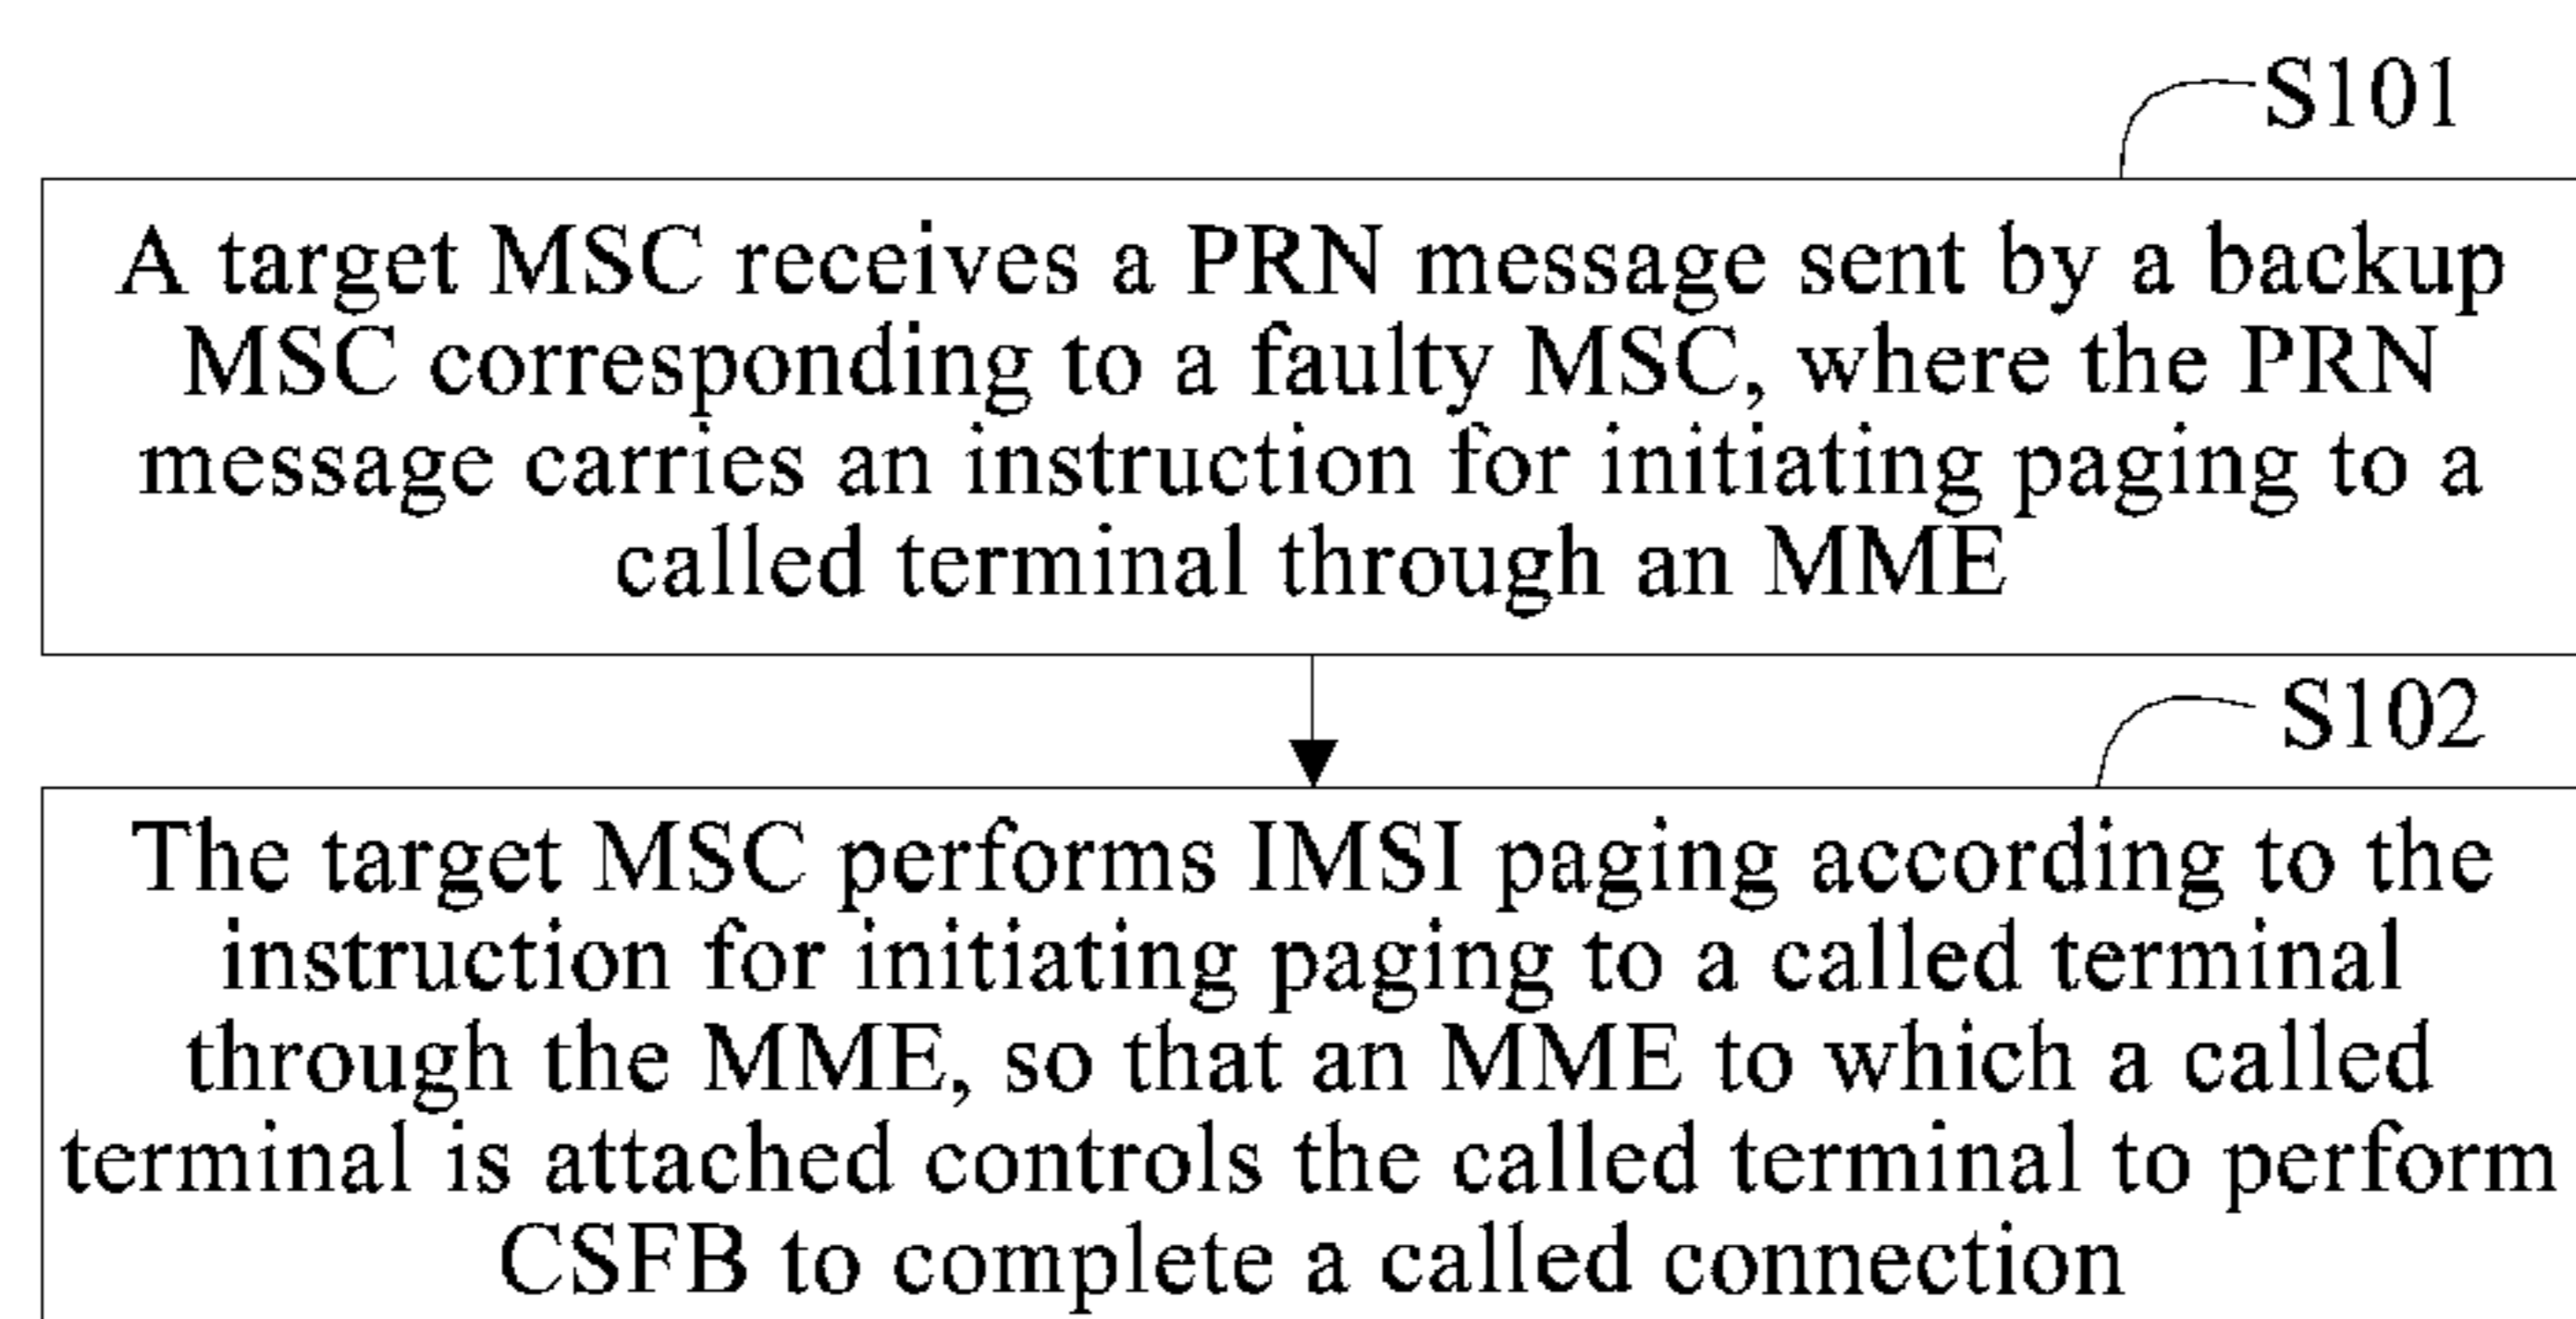 S101
A target MSC receives a PRN message sent by a backup
MSC corresponding to a faulty MSC, where the PRN
message carries an instruction for initiating paging to a
called terminal through an MME
S102
The target MSC performs IMSI paging according to the
instruction for initiating paging to a called terminal
through the MME, so that an MME to which a called
terminal is attached controls the called terminal to perform
CSFB to complete a called connection